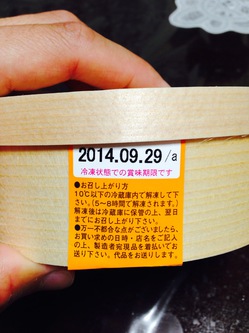 2014.09.29/a
冷凍状態での賞味期限です
●お召し上がり方
10℃以下の冷蔵庫内で解凍して下
さい。(5〜8時間で解凍されます。)
解凍後は冷蔵庫に保管の上、翌日
までにお召し上がり下さい。
●万一不都合な点がございましたら、
お買い求めの日時・店名をご記入
の上、製造者宛現品を着払いでお
送り下さい。代品をお送りします。